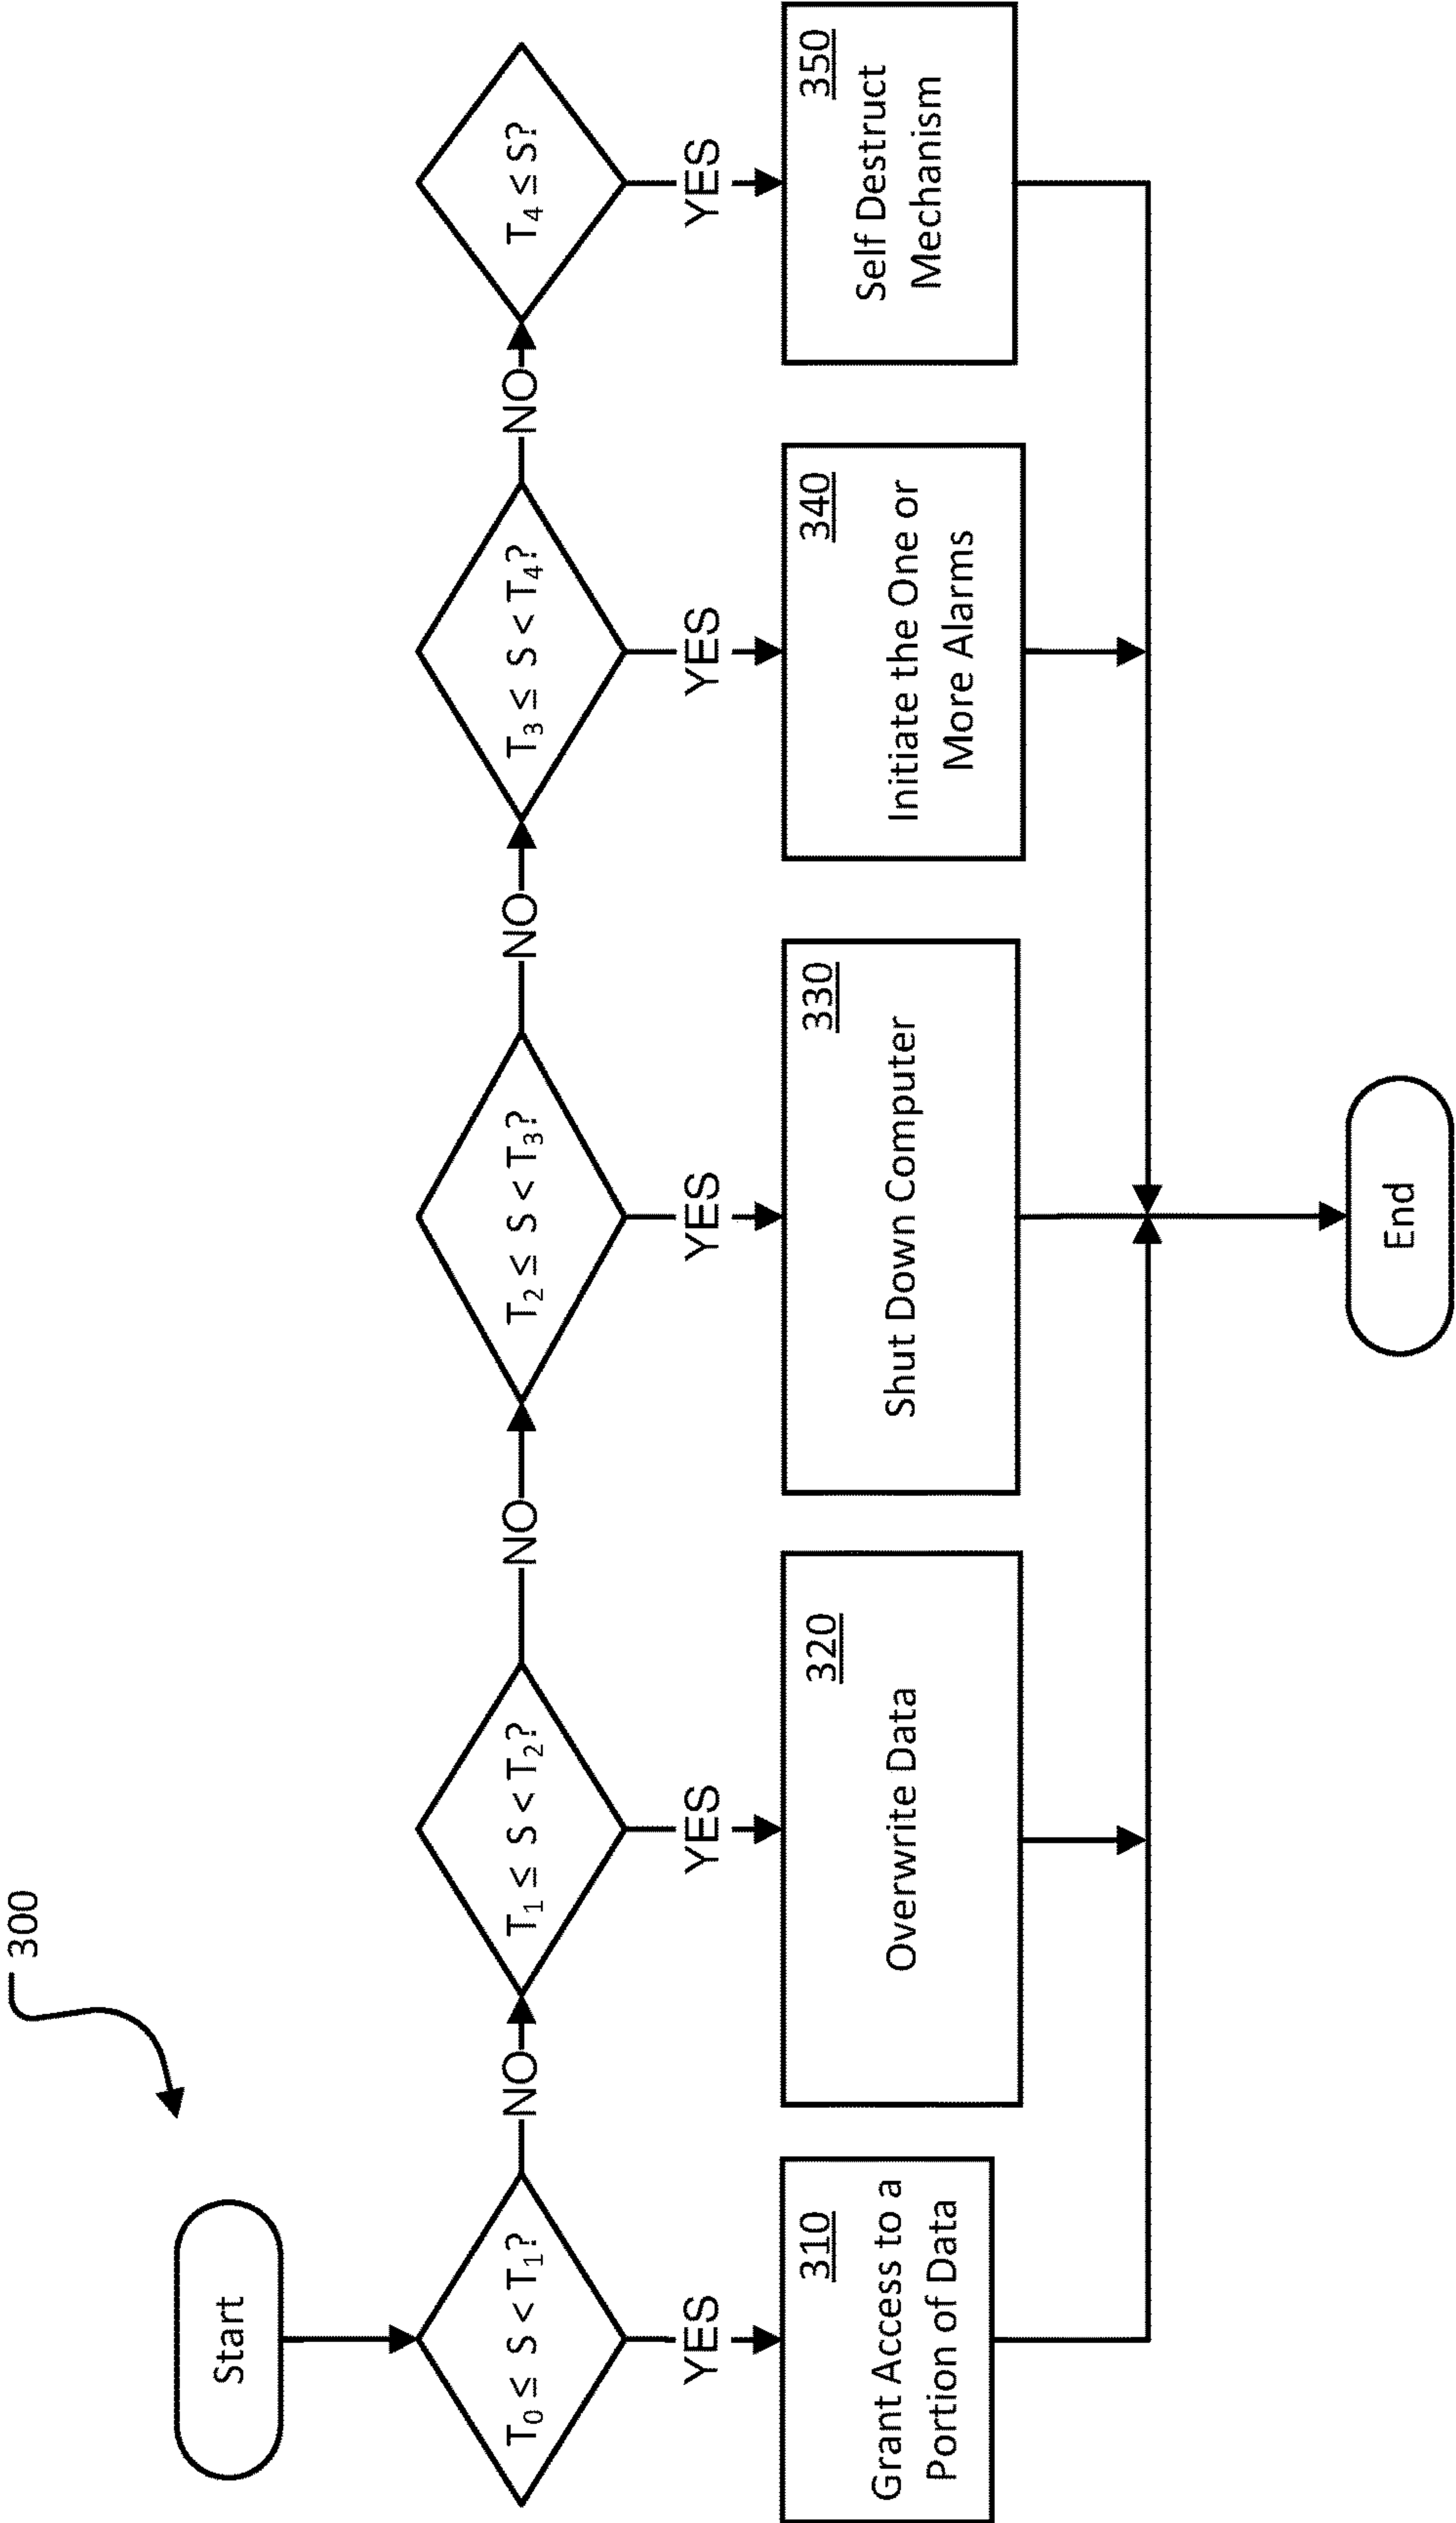 300
Start
T₀ ≤ S < T₁?
NO
T₁ ≤ S < T₂?
NO
T₂ ≤ S < T₃?
NO
T₃ ≤ S < T₄?
NO
T₄ ≤ S?
YES
YES
YES
YES
YES
310
Grant Access to a
Portion of Data
320
Overwrite Data
330
Shut Down Computer
340
Initiate the One or
More Alarms
350
Self Destruct
Mechanism
End